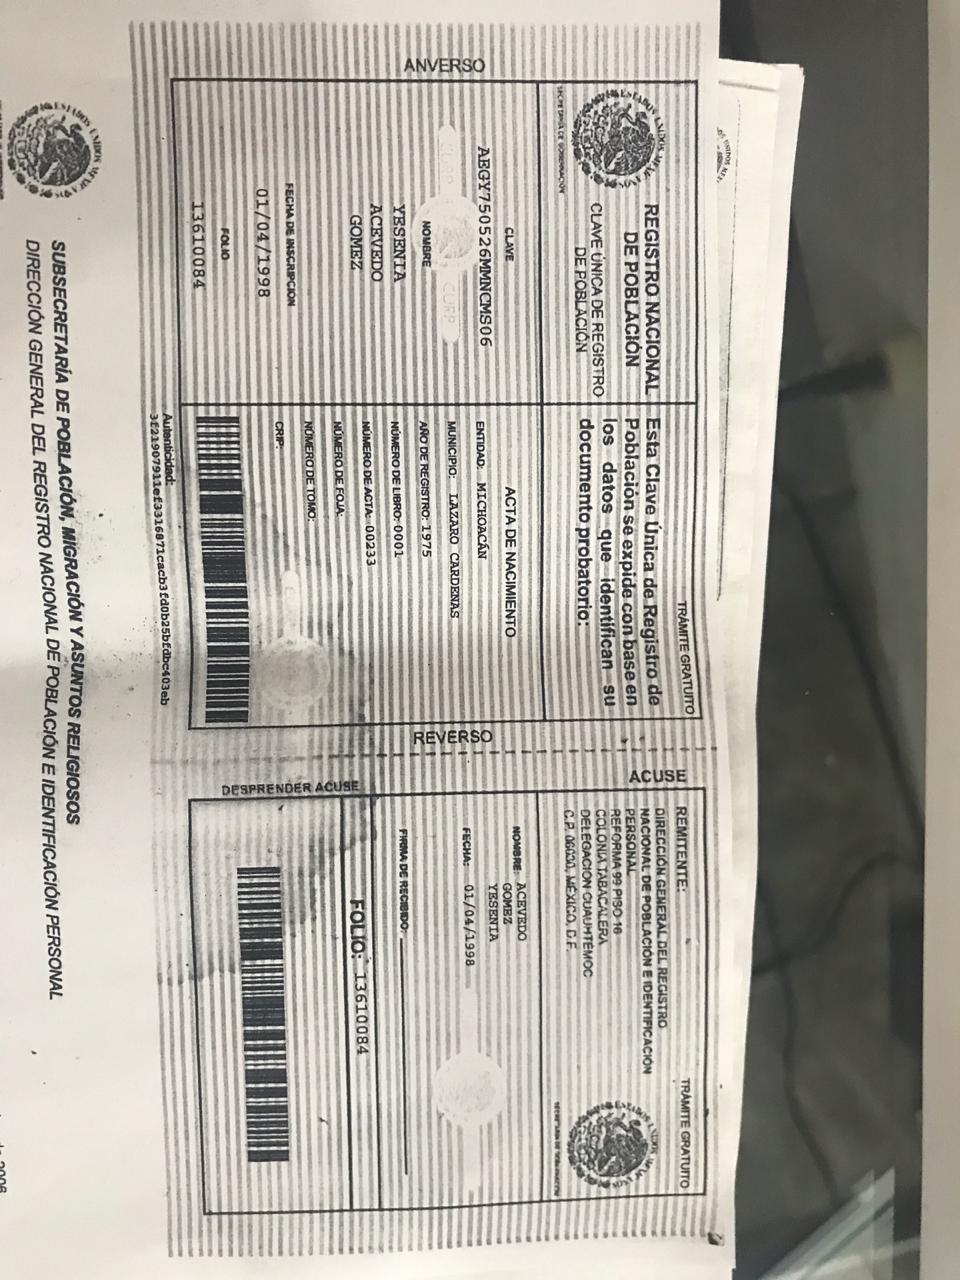 ANVERSO
REGISTRO NACIONAL
DE POBLACIÓN
CLAVE ÚNICA DE REGISTRO
DE POBLACIÓN
SECRETARÍA DE GOBERNACIÓN
CLAVE
AEGY750526MMNCMS06
NOMBRE
YESENIA
ACEVEDO
GOMEZ
FECHA DE INSCRIPCIÓN
01/04/1998
FOLIO
13610084
TRÁMITE GRATUITO
Esta Clave Única de Registro de
Población se expide con base en
los datos que identifican su
documento probatorio:
ACTA DE NACIMIENTO
ENTIDAD: MICHOACÁN
MUNICIPIO: LAZARO CARDENAS
AÑO DE REGISTRO: 1975
NÚMERO DE LIBRO: 0001
NÚMERO DE ACTA: 00233
NÚMERO DE FOJA:
NÚMERO DE TOMO:
CRIP:
Autenticidad:
REVERSO
ACUSE
DESPRENDER ACUSE
TRÁMITE GRATUITO
REMITENTE:
DIRECCIÓN GENERAL DEL REGISTRO
NACIONAL DE POBLACIÓN E IDENTIFICACIÓN
PERSONAL
REFORMA 99 PISO 16
COLONIA TABACALERA
DELEGACION CUAUHTÉMOC
C.P. 06030, MÉXICO, D.F.
SECRETARÍA DE GOBERNACIÓN
NOMBRE: ACEVEDO
GOMEZ
YESENIA
FECHA: 01/04/1998
FIRMA DE RECIBIDO:
FOLIO: 13610084
SUBSECRETARÍA DE POBLACIÓN, MIGRACIÓN Y ASUNTOS RELIGIOSOS
DIRECCIÓN GENERAL DEL REGISTRO NACIONAL DE POBLACIÓN E IDENTIFICACIÓN PERSONAL
de 2006